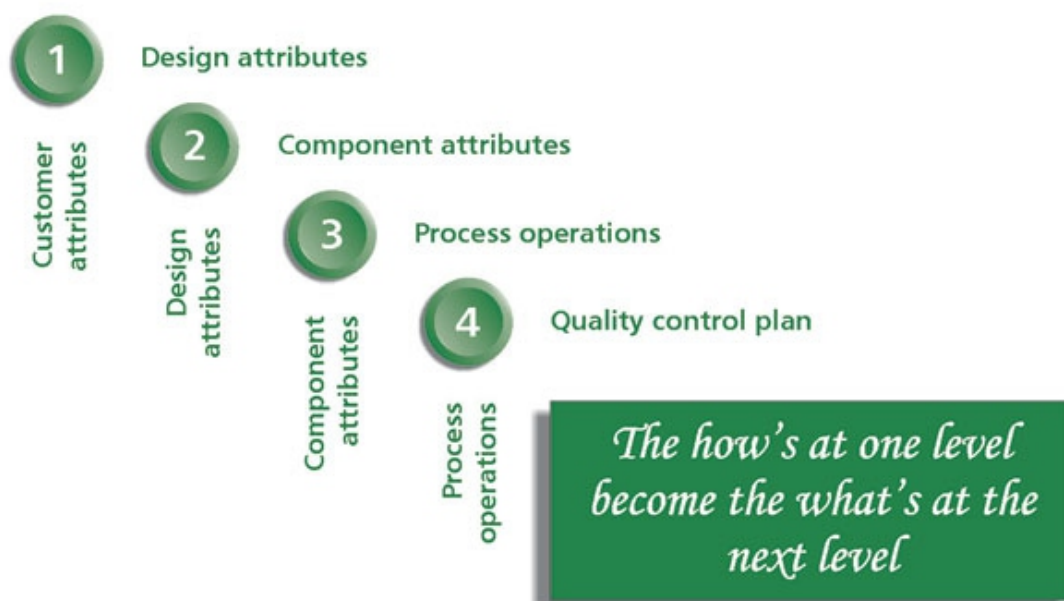 1
Design attributes
Customer
attributes
2
Component attributes
Design
attributes
3
Process operations
Component
attributes
4
Quality control plan
Process
operations
The how's at one level
become the what's at the
next level